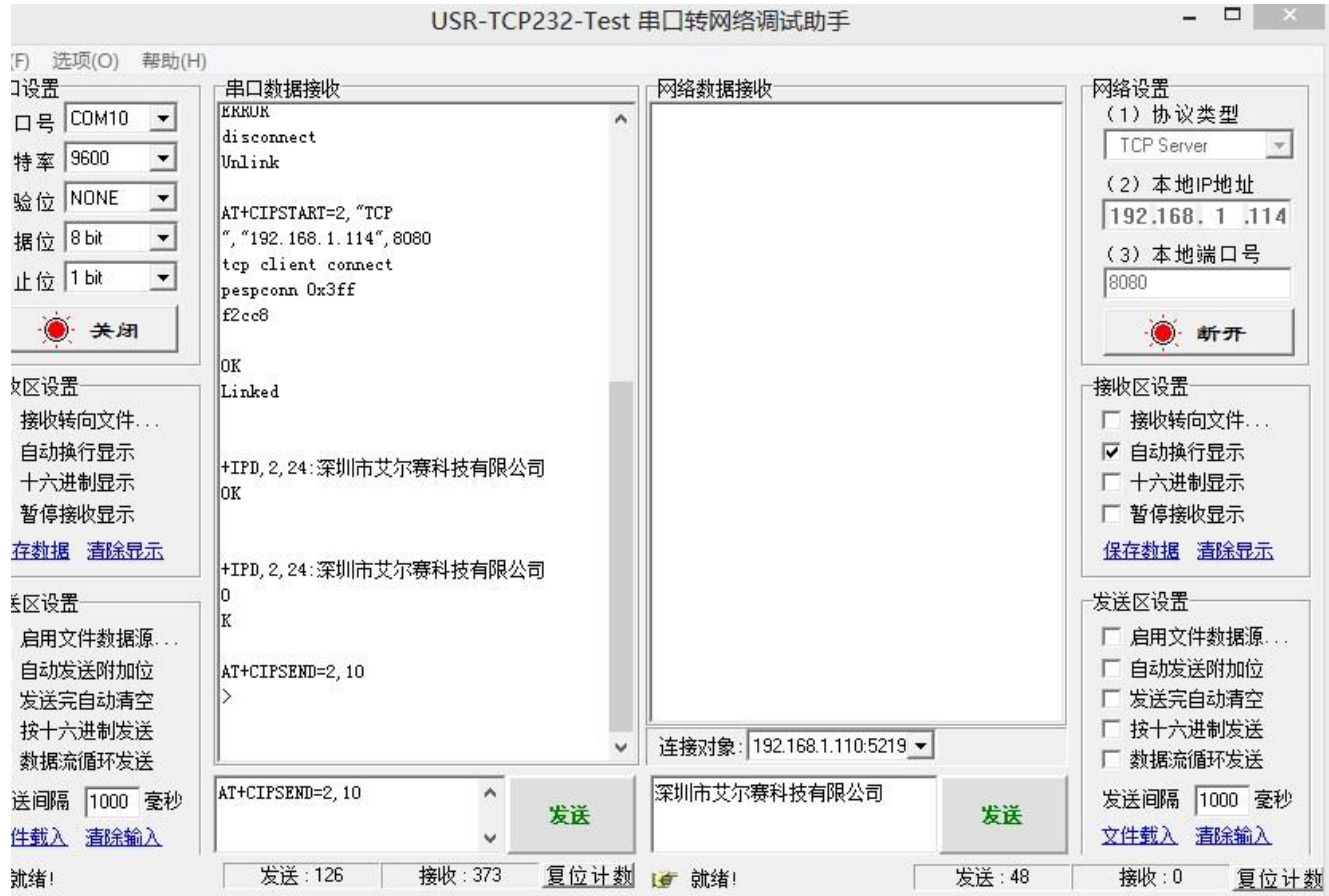 USR-TCP232-Test 串口转网络调试助手
(F) 选项(O) 帮助(H)
口设置
口号 COM10
特率 9600
验位 NONE
据位 8 bit
止位 1 bit
关闭
收区设置
接收转向文件...
自动换行显示
十六进制显示
暂停接收显示
存数据 清除显示
送区设置
启用文件数据源...
自动发送附加位
发送完自动清空
按十六进制发送
数据流循环发送
送间隔 1000 毫秒
件载入 清除输入
就绪!
串口数据接收
ERROR
disconnect
Unlink
AT+CIPSTART=2,"TCP
","192.168.1.114",8080
tcp client connect
pespconn 0x3ff
f2cc8
OK
Linked
+IPD,2,24:深圳市艾尔赛科技有限公司
OK
+IPD,2,24:深圳市艾尔赛科技有限公司
O
K
AT+CIPSEND=2,10
>
AT+CIPSEND=2,10
发送
发送 : 126 接收 : 373 复位计数
网络数据接收
连接对象: 192.168.1.110:5219
深圳市艾尔赛科技有限公司
发送
就绪! 发送 : 48 接收 : 0 复位计数
网络设置
(1) 协议类型
TCP Server
(2) 本地IP地址
192.168. 1 .114
(3) 本地端口号
8080
断开
接收区设置
接收转向文件...
自动换行显示
十六进制显示
暂停接收显示
保存数据 清除显示
发送区设置
启用文件数据源...
自动发送附加位
发送完自动清空
按十六进制发送
数据流循环发送
发送间隔 1000 毫秒
文件载入 清除输入